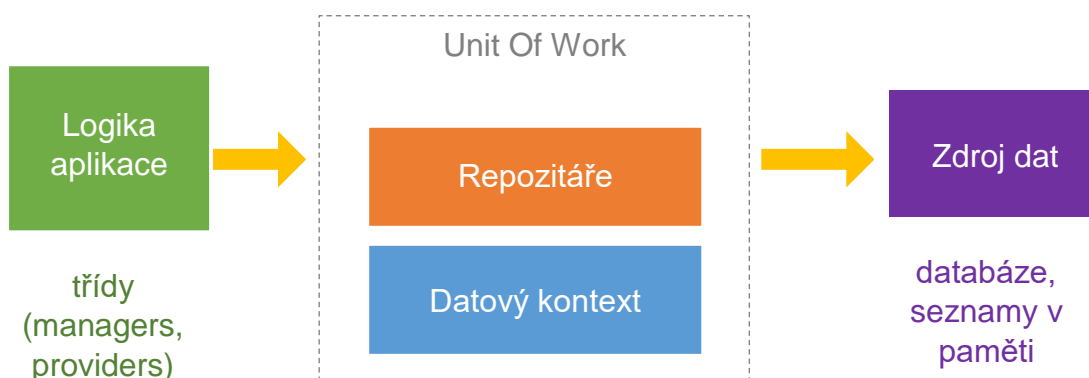 Unit Of Work
Logika
aplikace
Repozitáře
Datový kontext
Zdroj dat
třídy
(managers,
providers)
databáze,
seznamy v
paměti